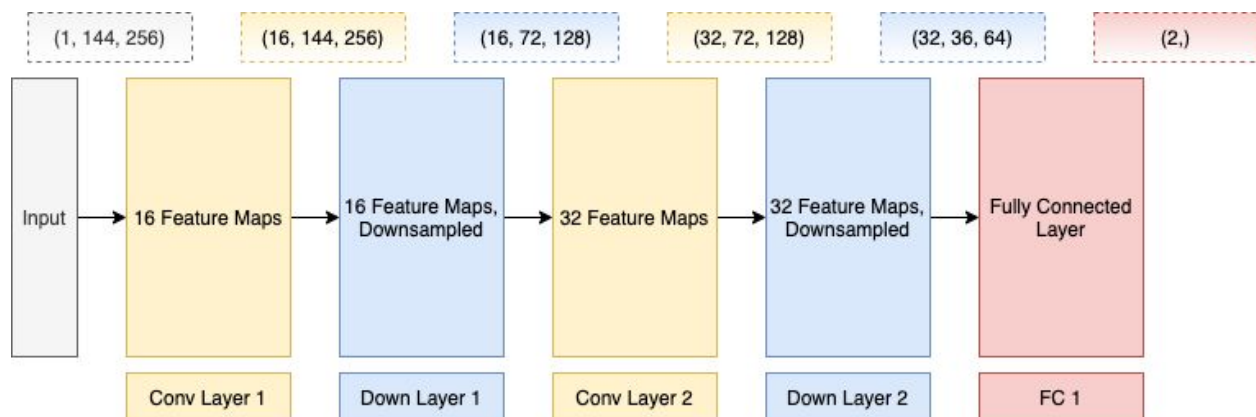 (1, 144, 256)
(16, 144, 256)
(16, 72, 128)
(32, 72, 128)
(32, 36, 64)
(2,)
Input
16 Feature Maps
16 Feature Maps,
Downsampled
32 Feature Maps
32 Feature Maps,
Downsampled
Fully Connected
Layer
Conv Layer 1
Down Layer 1
Conv Layer 2
Down Layer 2
FC 1